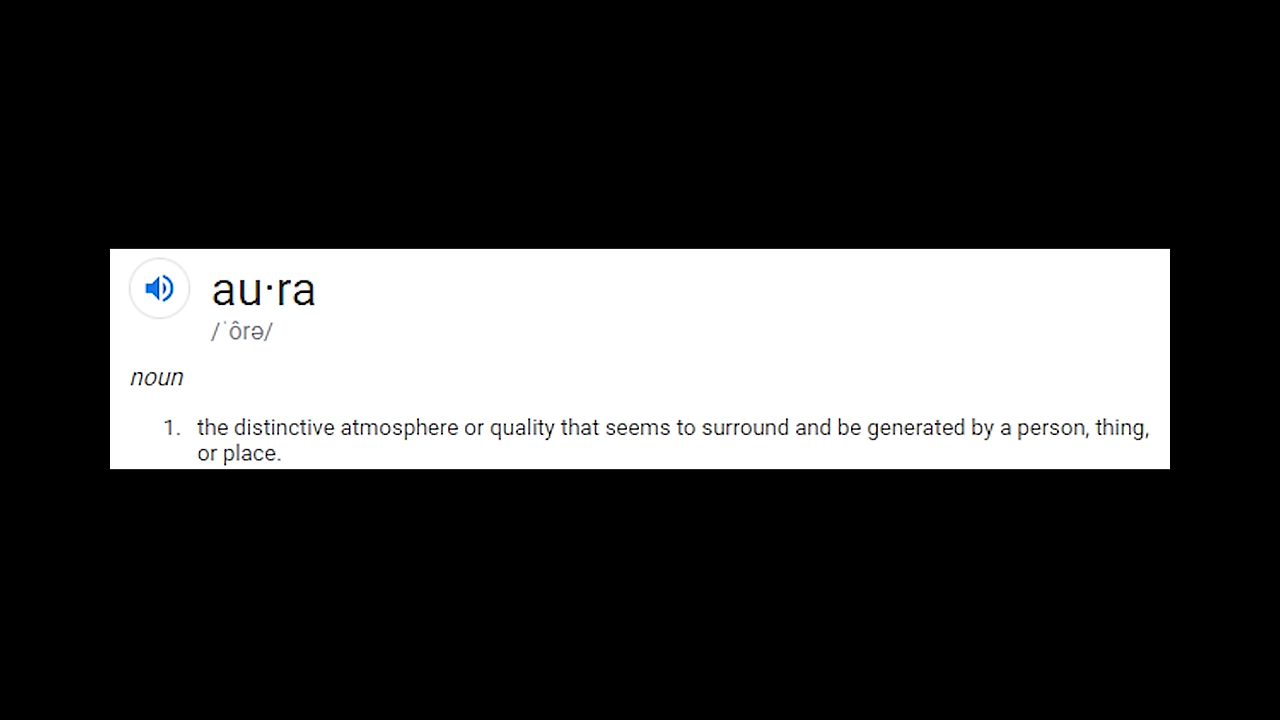 au·ra
/ˈôrə/
noun
1. the distinctive atmosphere or quality that seems to surround and be generated by a person, thing,
or place.